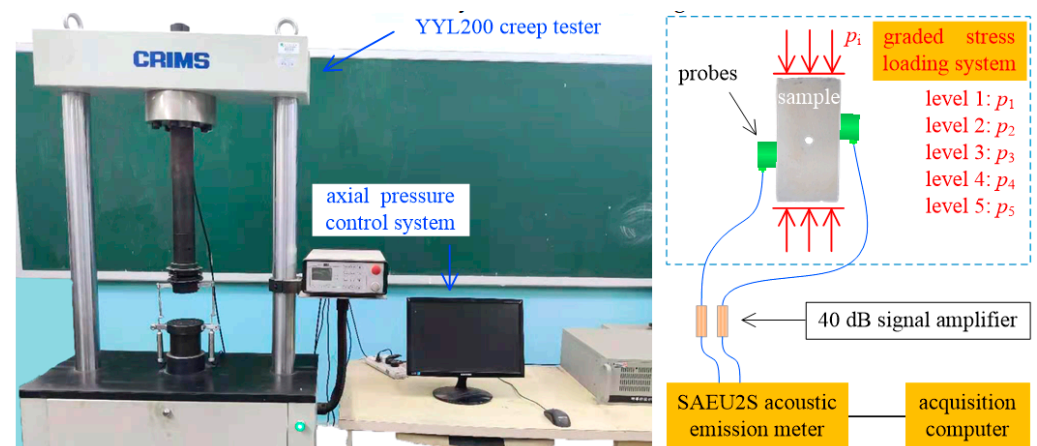 YYL200 creep tester
CRIMS
axial pressure
control system
p_i
graded stress
loading system
probes
sample
level 1: p₁
level 2: p₂
level 3: p₃
level 4: p₄
level 5: p₅
40 dB signal amplifier
SAEU2S acoustic
emission meter
acquisition
computer